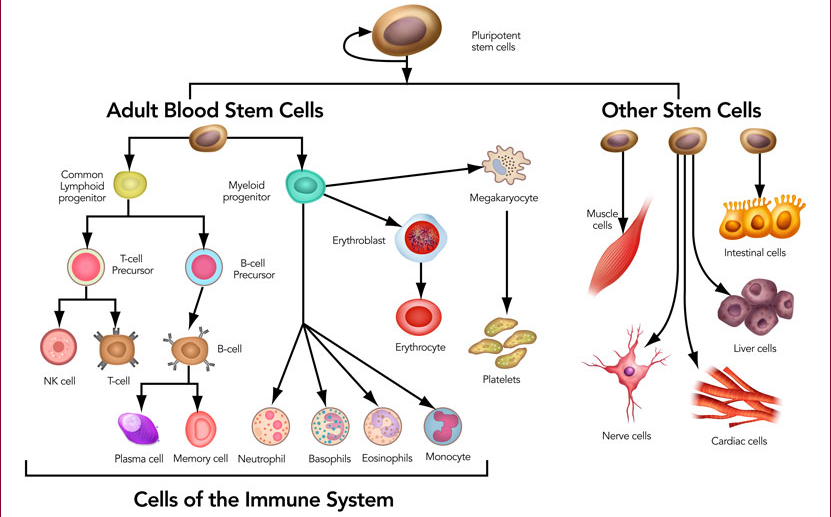 Pluripotent
stem cells
Adult Blood Stem Cells
Other Stem Cells
Common
Lymphoid
progenitor
Myeloid
progenitor
Megakaryocyte
Muscle
cells
Erythroblast
T-cell
Precursor
B-cell
Precursor
Intestinal cells
Erythrocyte
B-cell
Liver cells
NK cell
T-cell
Platelets
Nerve cells
Cardiac cells
Plasma cell
Memory cell
Neutrophil
Basophils
Eosinophils
Monocyte
Cells of the Immune System